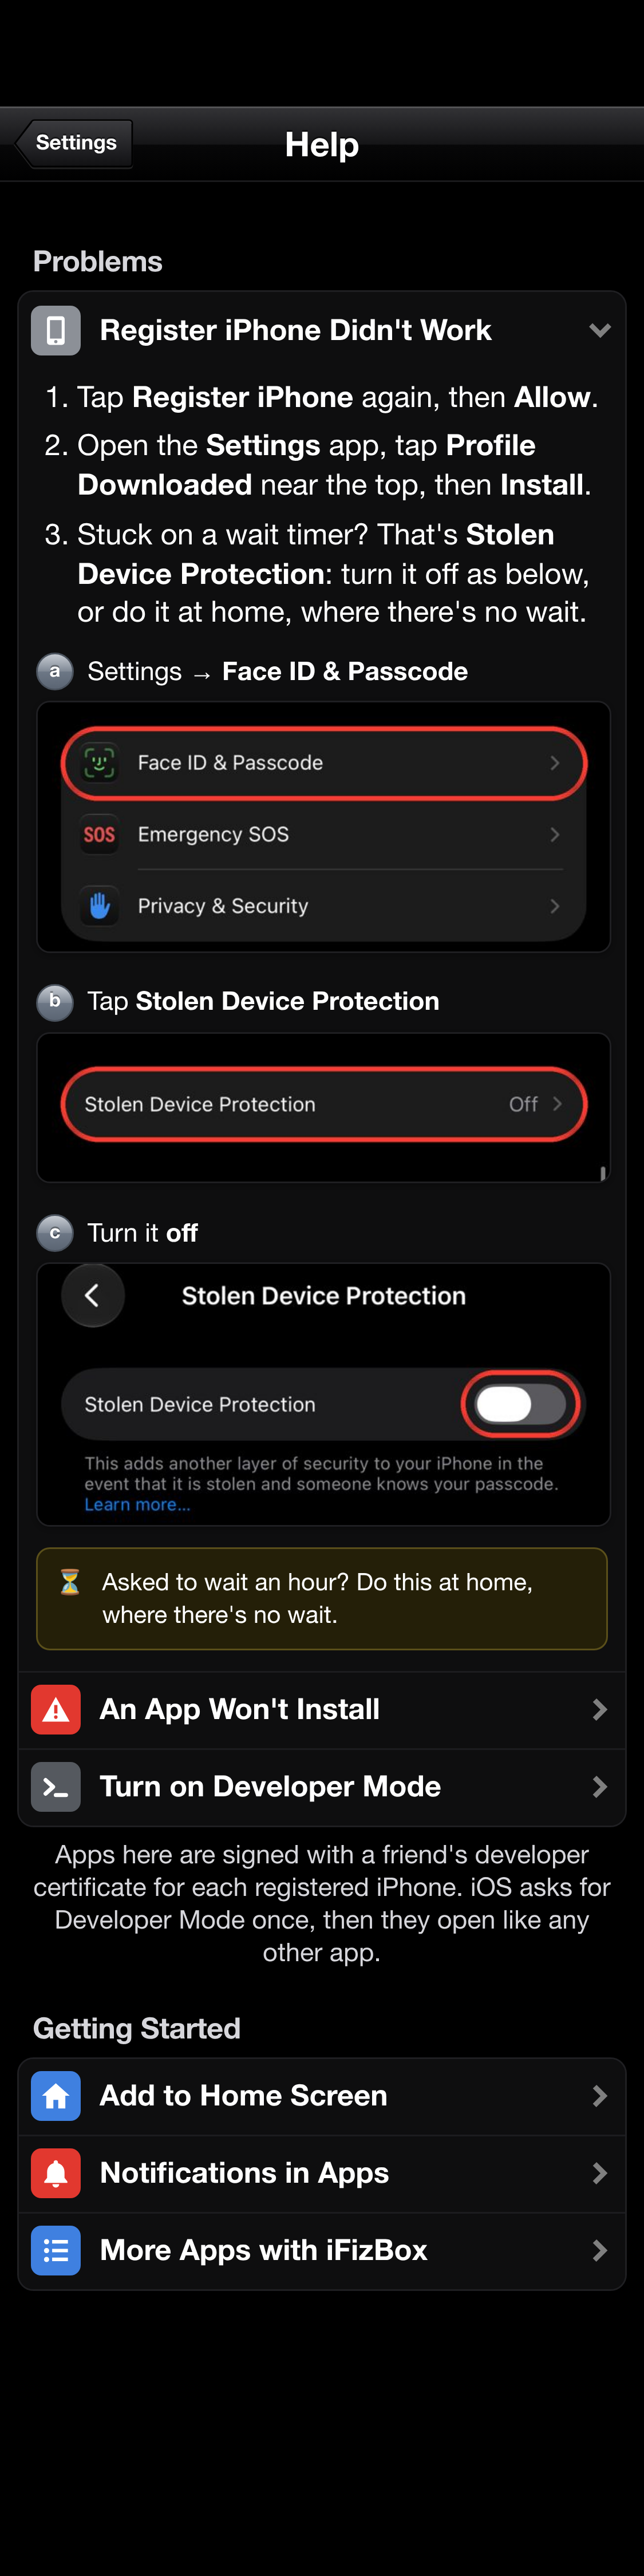 Settings
Help
Problems
Register iPhone Didn't Work
1. Tap Register iPhone again, then Allow.
2. Open the Settings app, tap Profile
Downloaded near the top, then Install.
3. Stuck on a wait timer? That's Stolen
Device Protection: turn it off as below,
or do it at home, where there's no wait.
a Settings → Face ID & Passcode
Face ID & Passcode
SOS Emergency SOS
Privacy & Security
b Tap Stolen Device Protection
Stolen Device Protection Off
c Turn it off
Stolen Device Protection
Stolen Device Protection
This adds another layer of security to your iPhone in the
event that it is stolen and someone knows your passcode.
Learn more...
⏳ Asked to wait an hour? Do this at home,
where there's no wait.
An App Won't Install
Turn on Developer Mode
Apps here are signed with a friend's developer
certificate for each registered iPhone. iOS asks for
Developer Mode once, then they open like any
other app.
Getting Started
Add to Home Screen
Notifications in Apps
More Apps with iFizBox